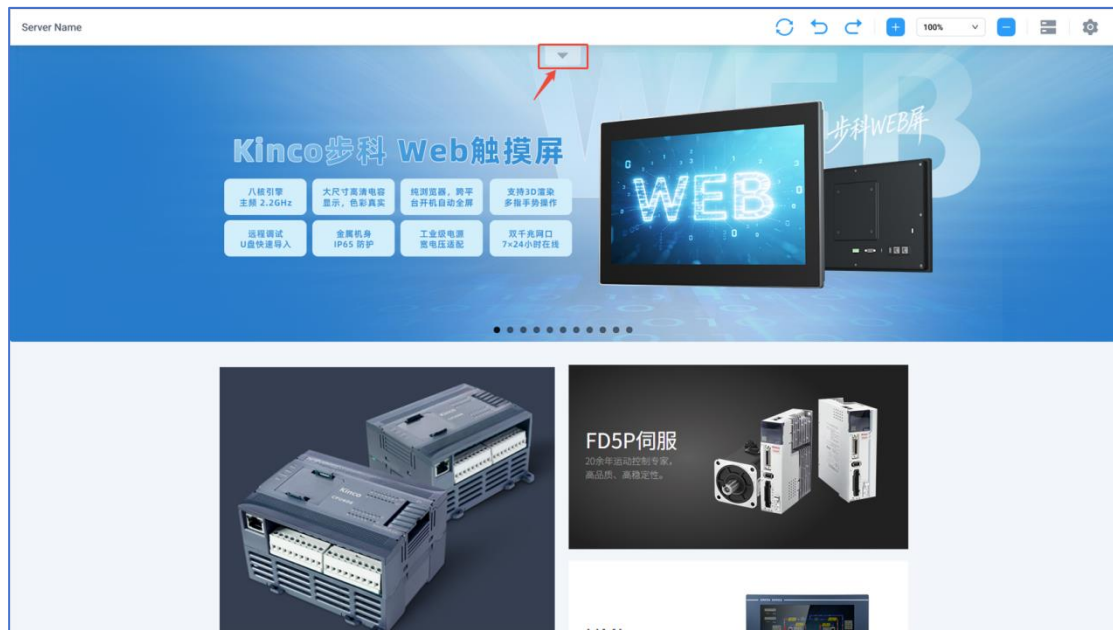 Server Name
100%
WEB
Kinco步科 Web触摸屏
步科WEB屏
八核引擎
主频 2.2GHz
大尺寸高清电容
显示,色彩真实
纯浏览器,跨平
台开机自动全屏
支持3D渲染
多指手势操作
远程调试
U盘快速导入
金属机身
IP65 防护
工业级电源
宽电压适配
双千兆网口
7×24小时在线
WEB
FD5P伺服
20余年运动控制专家。
高品质、高稳定性。
Kinco
Kinco